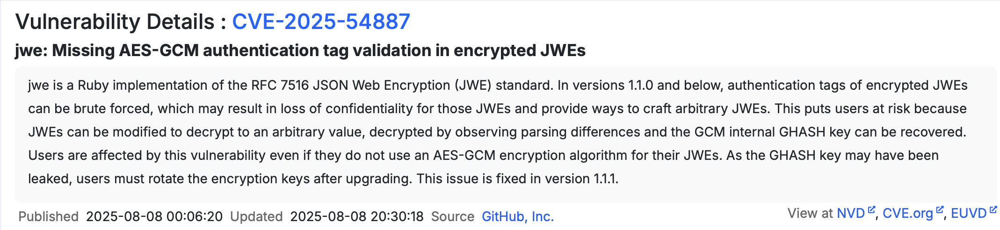 Vulnerability Details : CVE-2025-54887
jwe: Missing AES-GCM authentication tag validation in encrypted JWEs
jwe is a Ruby implementation of the RFC 7516 JSON Web Encryption (JWE) standard. In versions 1.1.0 and below, authentication tags of encrypted JWEs
can be brute forced, which may result in loss of confidentiality for those JWEs and provide ways to craft arbitrary JWEs. This puts users at risk because
JWEs can be modified to decrypt to an arbitrary value, decrypted by observing parsing differences and the GCM internal GHASH key can be recovered.
Users are affected by this vulnerability even if they do not use an AES-GCM encryption algorithm for their JWEs. As the GHASH key may have been
leaked, users must rotate the encryption keys after upgrading. This issue is fixed in version 1.1.1.
Published 2025-08-08 00:06:20 Updated 2025-08-08 20:30:18 Source GitHub, Inc. View at NVD, CVE.org, EUVD